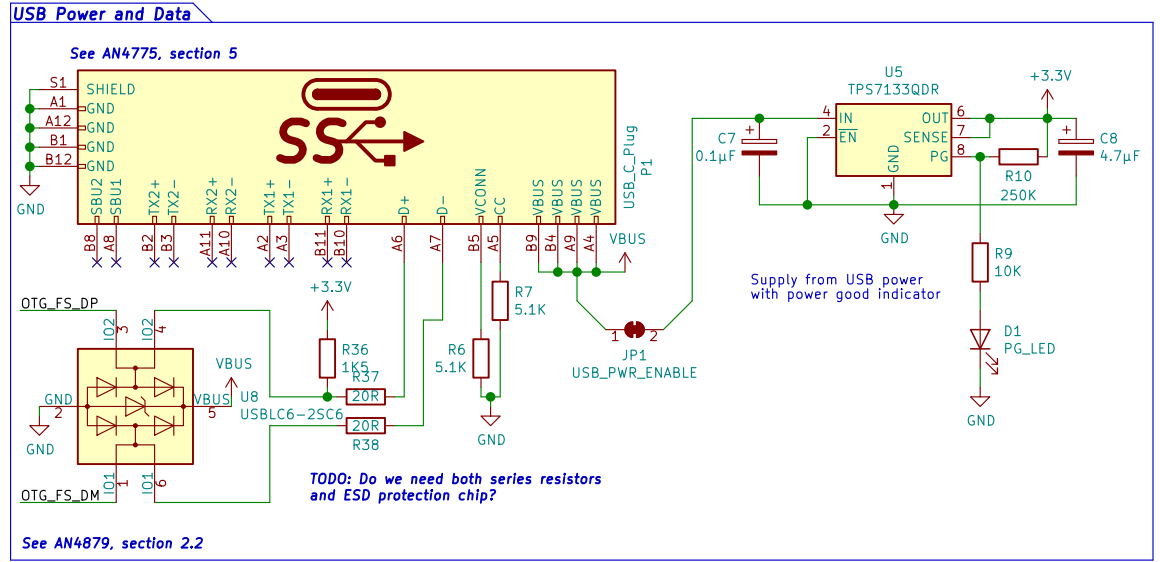 USB Power and Data
See AN4775, section 5
S1
A1
A12
B1
B12
SHIELD
GND
GND
GND
GND
GND
SS
SBU2
SBU1
TX2+
TX2-
RX2+
RX2-
TX1+
TX1-
RX1+
RX1-
D+
D-
VCONN
CC
VBUS
VBUS
VBUS
VBUS
B8
A8
B2
B3
A11
A10
A2
A3
B11
B10
A6
A7
B5
A5
B9
B4
A9
A4
USB_C_Plug
P1
VBUS
U5
TPS7133QDR
+3.3V
4
IN
2
EN
OUT
6
SENSE
7
PG
8
GND
1
GND
C7
0.1µF
C8
4.7µF
R10
250K
R9
10K
D1
PG_LED
GND
Supply from USB power
with power good indicator
1
2
JP1
USB_PWR_ENABLE
R7
5.1K
R6
5.1K
GND
+3.3V
R36
1K5
R37
20R
20R
R38
OTG_FS_DP
IO2
3
IO2
4
GND
2
GND
VBUS
5
VBUS
U8
USBLC6-2SC6
IO1
1
IO1
6
OTG_FS_DM
TODO: Do we need both series resistors
and ESD protection chip?
See AN4879, section 2.2